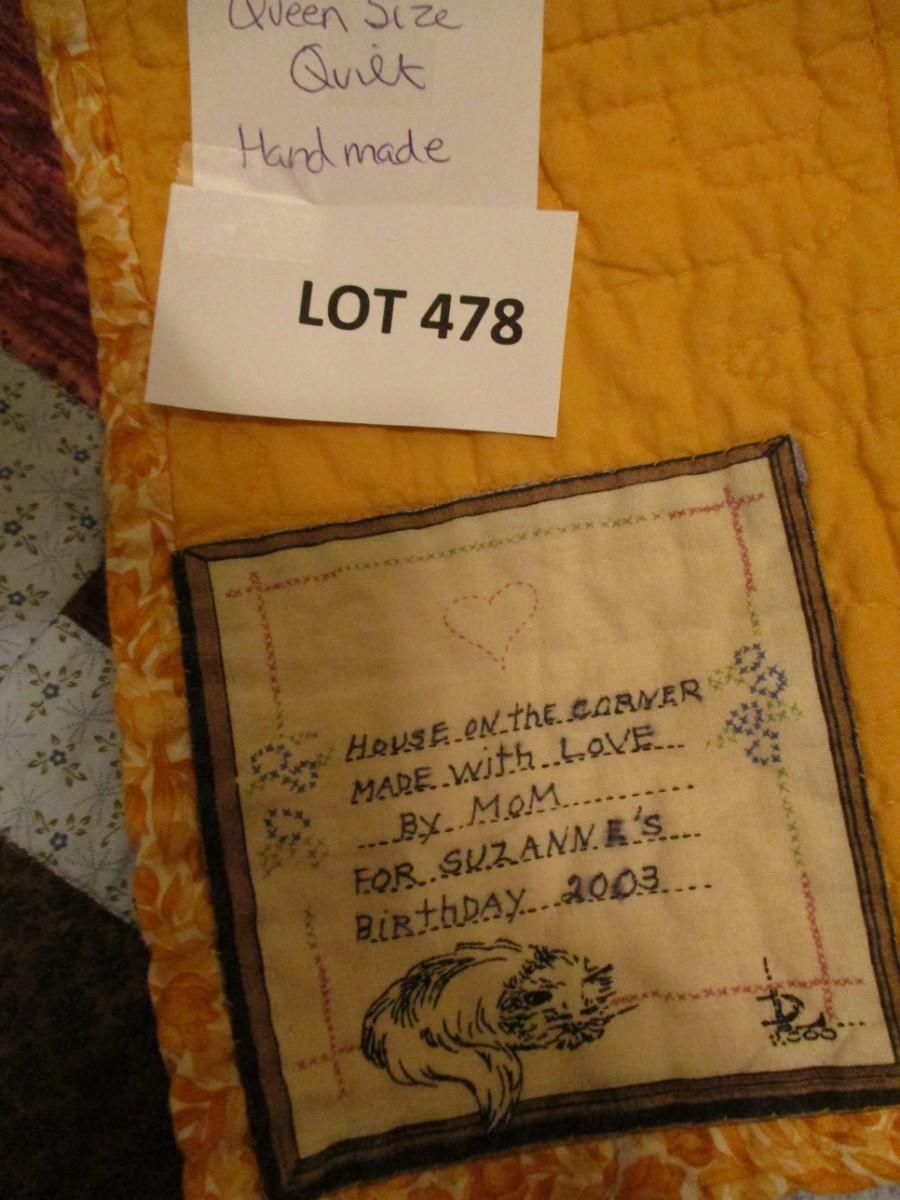 Queen Size
Quilt
Handmade
LOT 478
HOUSE ON the CORNER
MADE With LOVE
By MoM
FOR SUZANNE'S
BirthDAY 2003